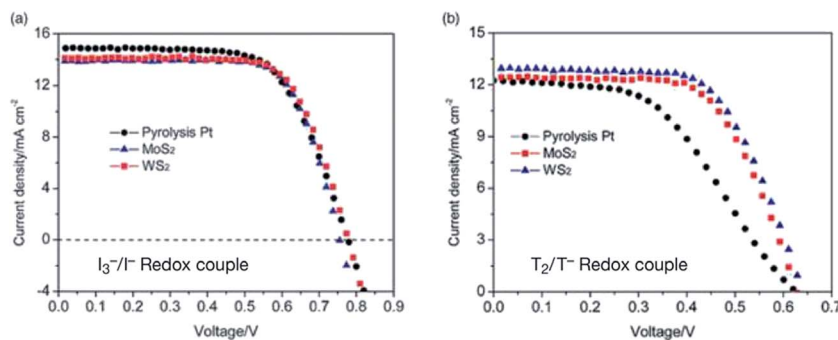 (a)
16
12
8
4
0
-4
Current density/mA cm⁻²
Pyrolysis Pt
MoS₂
WS₂
I₃⁻/I⁻ Redox couple
0.0 0.1 0.2 0.3 0.4 0.5 0.6 0.7 0.8 0.9
Voltage/V
(b)
15
12
9
6
3
0
Current density/mA cm⁻²
Pyrolysis Pt
MoS₂
WS₂
T₂/T⁻ Redox couple
0.0 0.1 0.2 0.3 0.4 0.5 0.6 0.7
Voltage/V